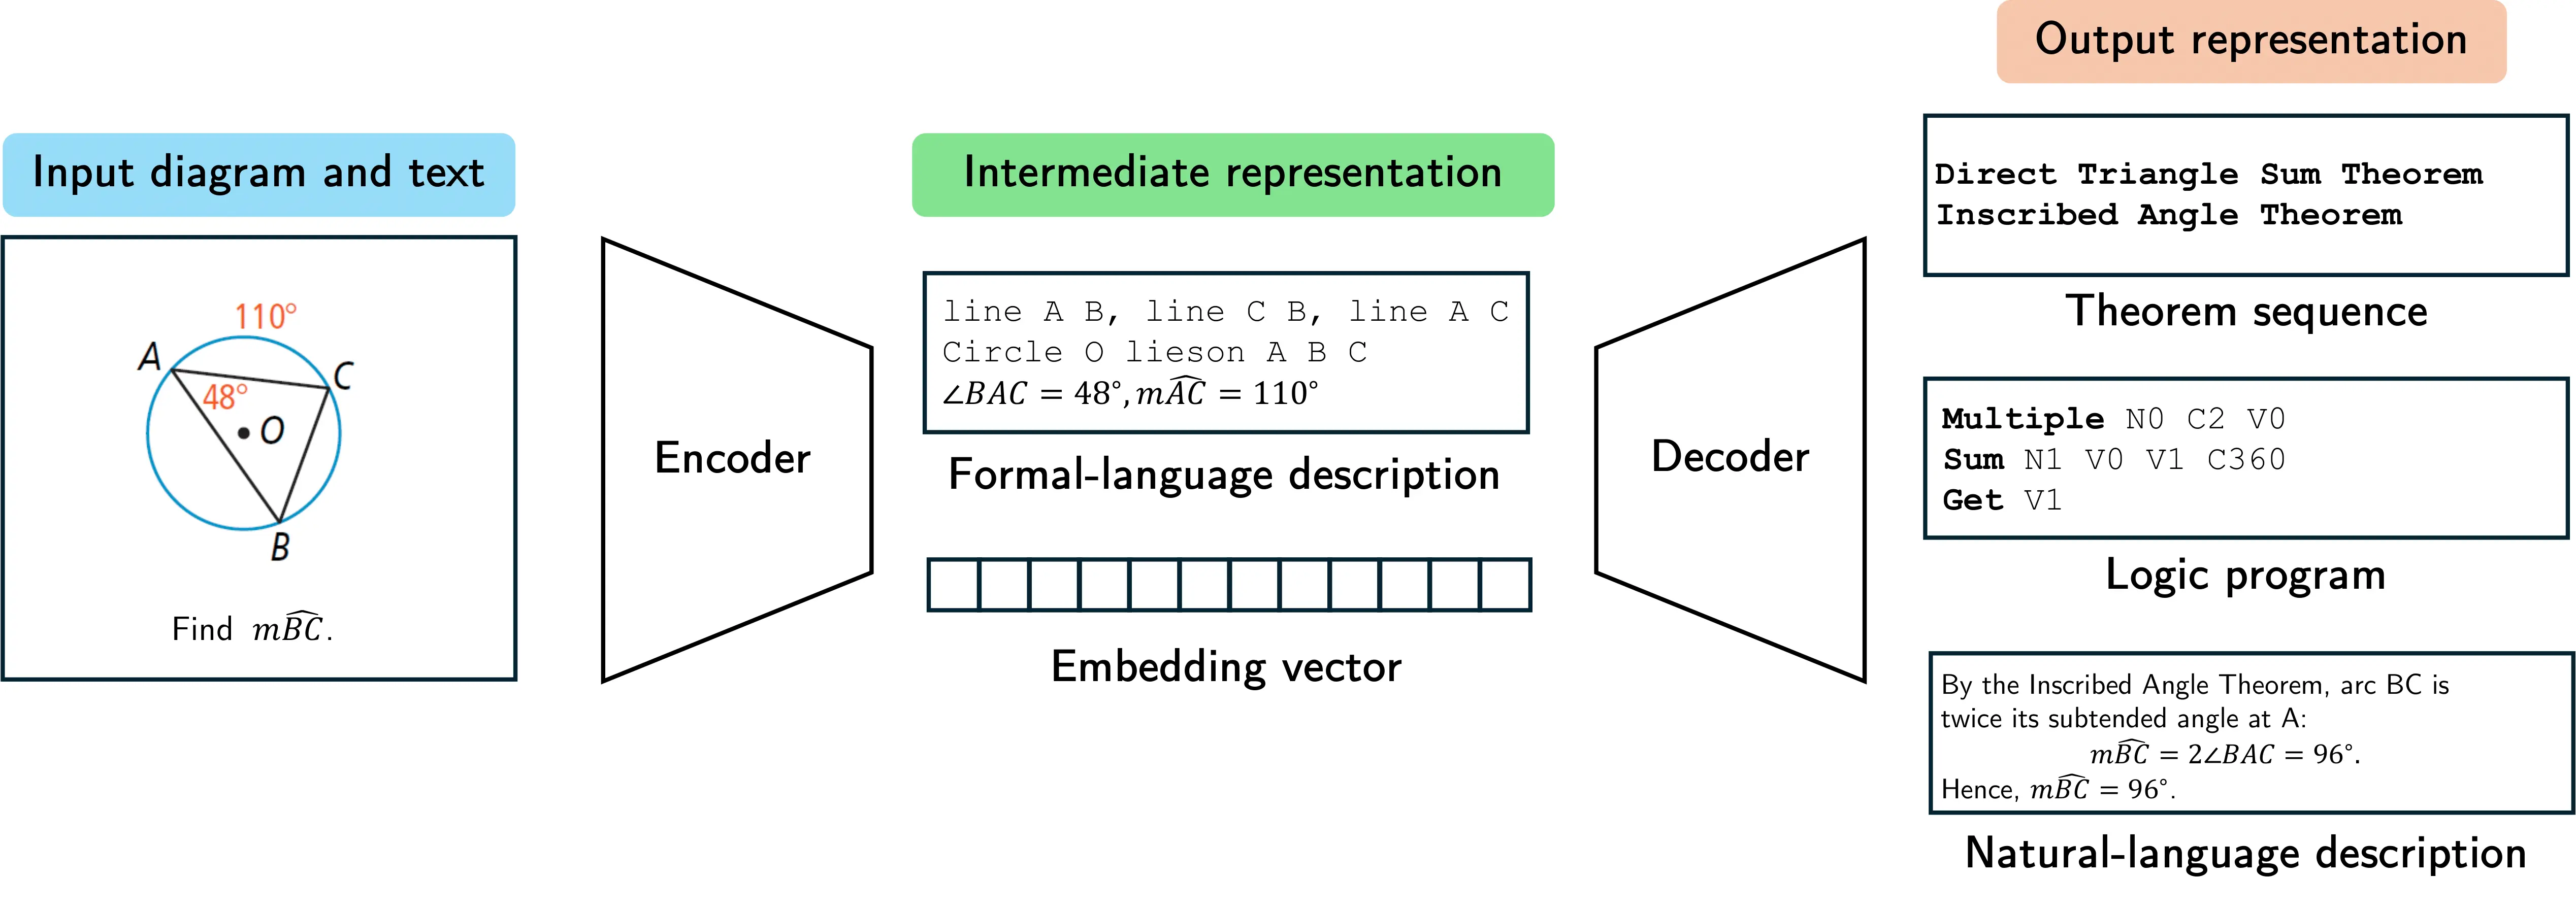 Input diagram and text
110°
A
C
48°
O
B
Find m\widehat{BC}.
Encoder
Intermediate representation
line A B, line C B, line A C
Circle O lieson A B C
∠BAC = 48°, m\widehat{AC} = 110°
Formal-language description
Embedding vector
Decoder
Output representation
Direct Triangle Sum Theorem
Inscribed Angle Theorem
Theorem sequence
Multiple N0 C2 V0
Sum N1 V0 V1 C360
Get V1
Logic program
By the Inscribed Angle Theorem, arc BC is
twice its subtended angle at A:
m\widehat{BC} = 2∠BAC = 96°.
Hence, m\widehat{BC} = 96°.
Natural-language description